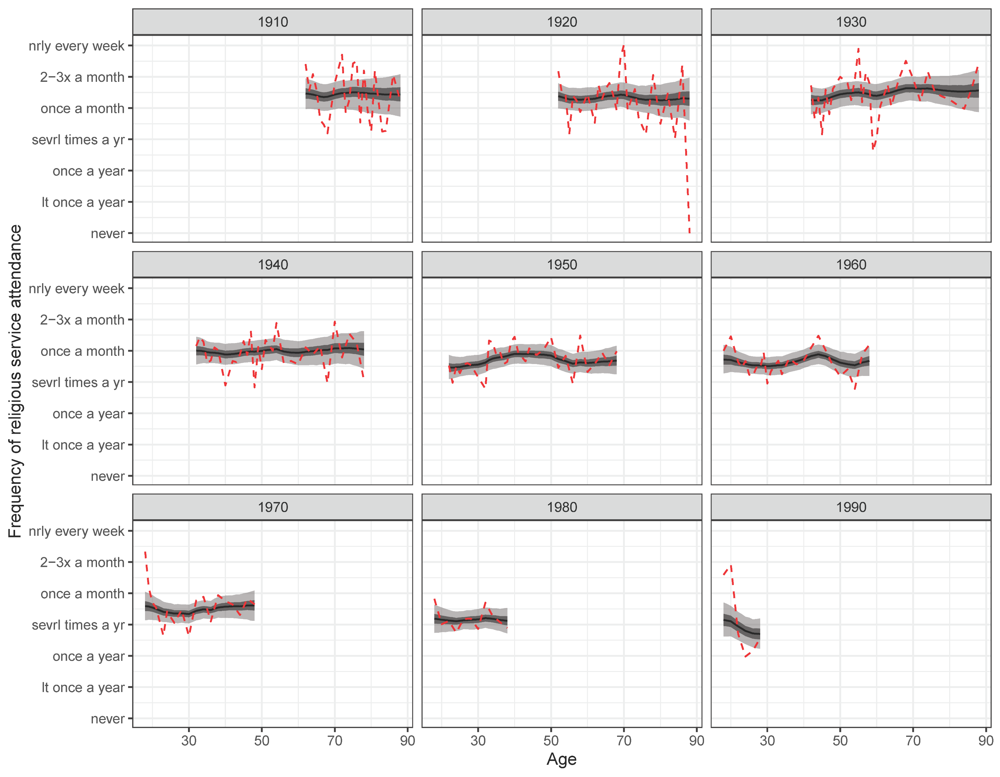 1910
1920
1930
nrly every week
2−3x a month
once a month
sevrl times a yr
once a year
lt once a year
never
1940
1950
1960
nrly every week
2−3x a month
once a month
sevrl times a yr
once a year
lt once a year
never
1970
1980
1990
nrly every week
2−3x a month
once a month
sevrl times a yr
once a year
lt once a year
never
30 50 70 90
30 50 70 90
30 50 70 90
Age
Frequency of religious service attendance